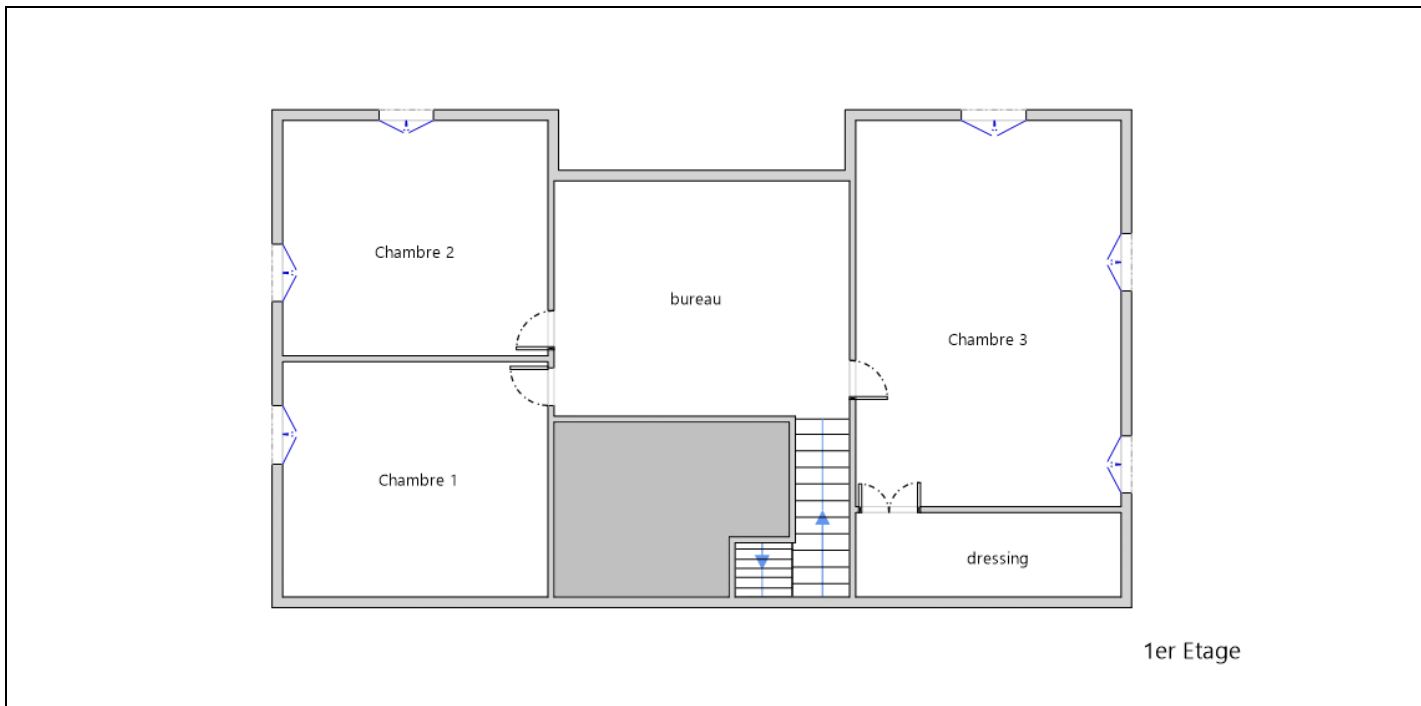 Chambre 2
bureau
Chambre 3
Chambre 1
dressing
1er Etage